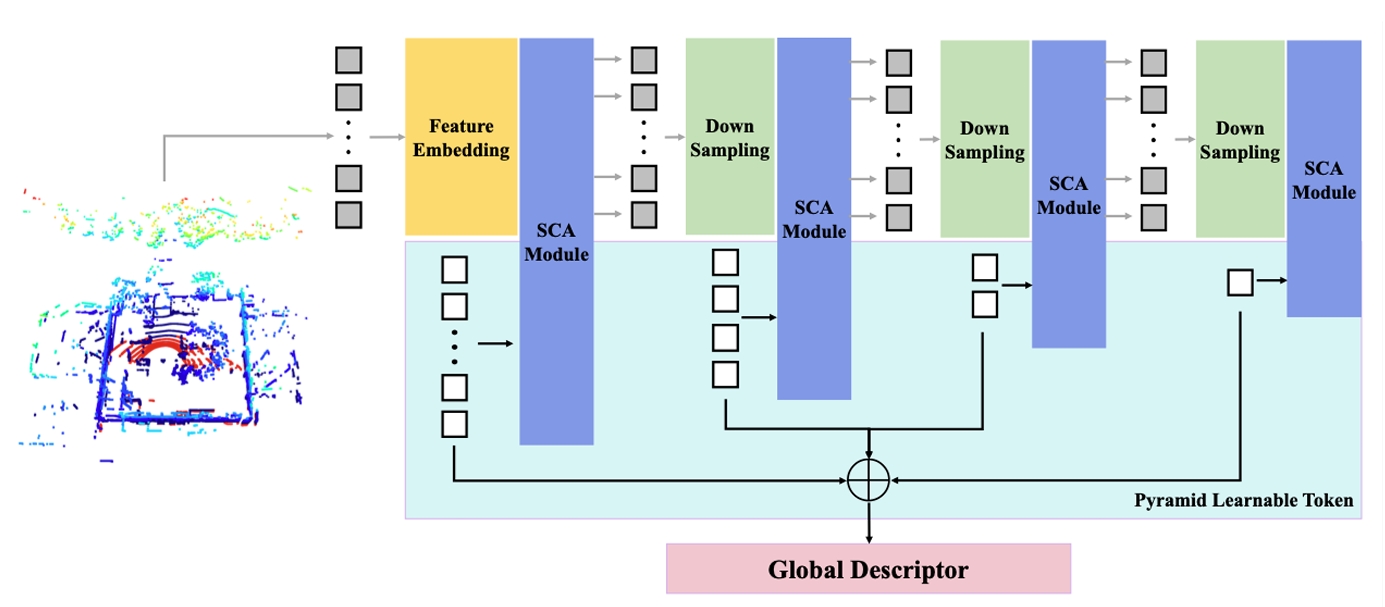 Feature
Embedding
SCA
Module
Down
Sampling
SCA
Module
Down
Sampling
SCA
Module
Down
Sampling
SCA
Module
Pyramid Learnable Token
Global Descriptor